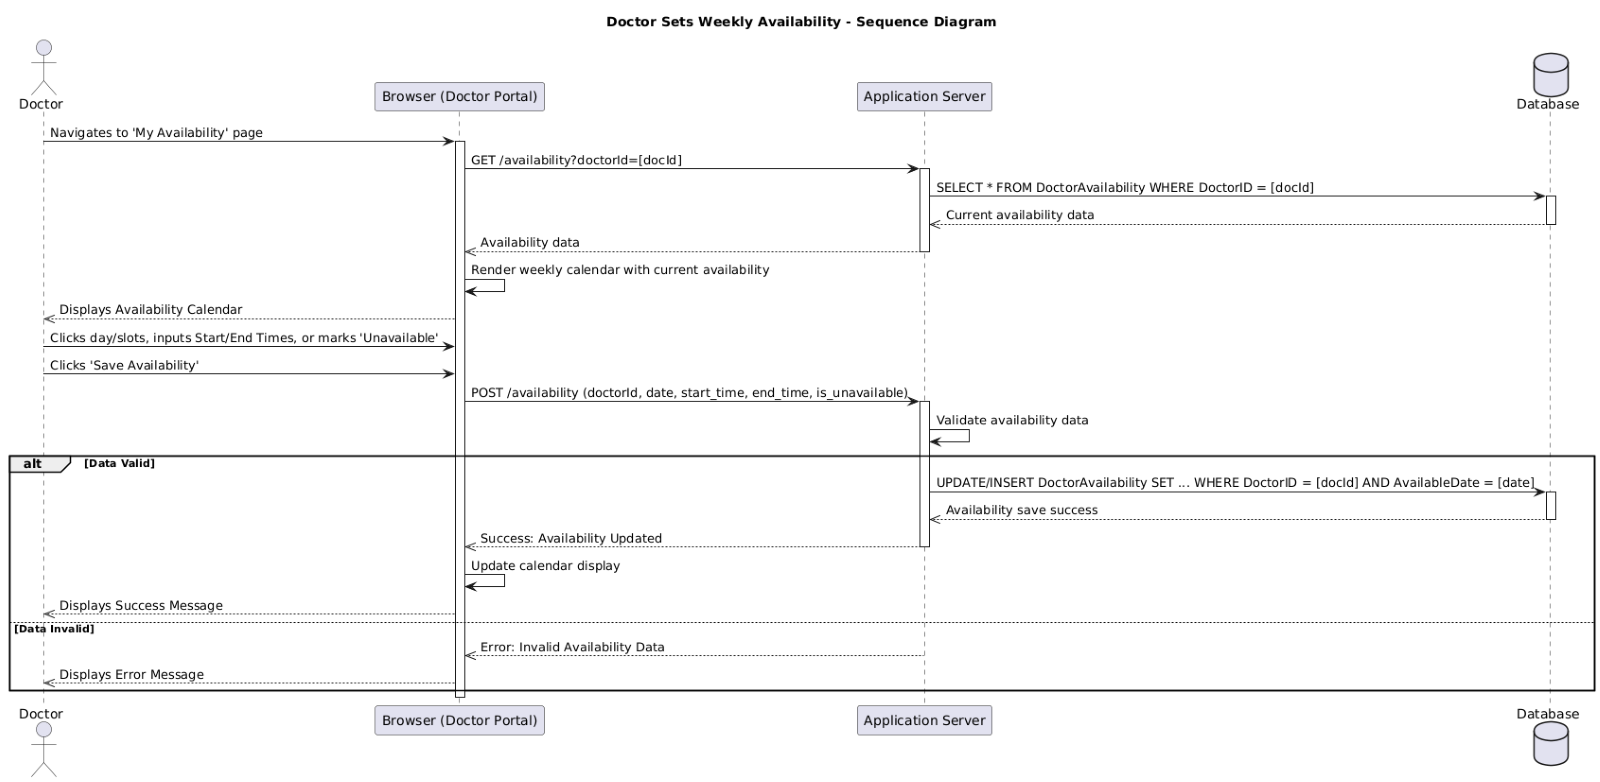 Doctor Sets Weekly Availability - Sequence Diagram
Doctor
Browser (Doctor Portal)
Application Server
Database
Navigates to 'My Availability' page
GET /availability?doctorId=[docId]
SELECT * FROM DoctorAvailability WHERE DoctorID = [docId]
Current availability data
Availability data
Render weekly calendar with current availability
Displays Availability Calendar
Clicks day/slots, inputs Start/End Times, or marks 'Unavailable'
Clicks 'Save Availability'
POST /availability (doctorId, date, start_time, end_time, is_unavailable)
Validate availability data
alt [Data Valid]
UPDATE/INSERT DoctorAvailability SET ... WHERE DoctorID = [docId] AND AvailableDate = [date]
Availability save success
Success: Availability Updated
Update calendar display
Displays Success Message
[Data Invalid]
Error: Invalid Availability Data
Displays Error Message
Doctor
Browser (Doctor Portal)
Application Server
Database